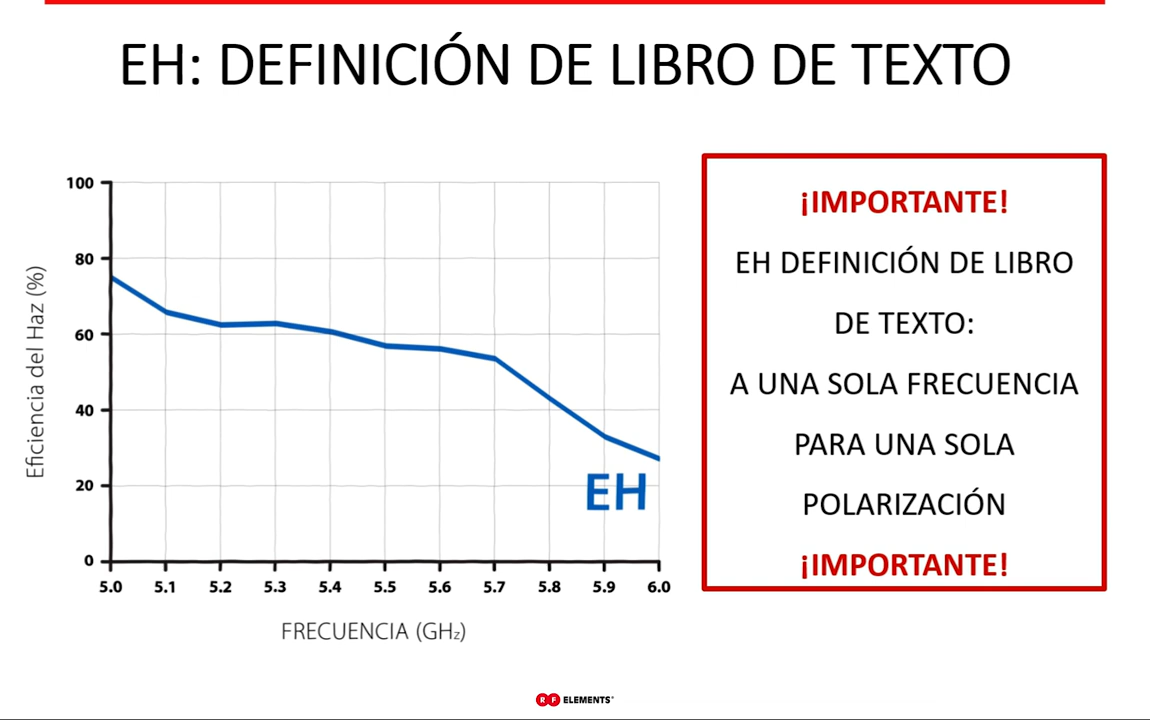 EH: DEFINICIÓN DE LIBRO DE TEXTO
100
80
60
40
20
0
Eficiencia del Haz (%)
EH
5.0 5.1 5.2 5.3 5.4 5.5 5.6 5.7 5.8 5.9 6.0
FRECUENCIA (GHz)
¡IMPORTANTE!
EH DEFINICIÓN DE LIBRO
DE TEXTO:
A UNA SOLA FRECUENCIA
PARA UNA SOLA
POLARIZACIÓN
¡IMPORTANTE!
RF ELEMENTS